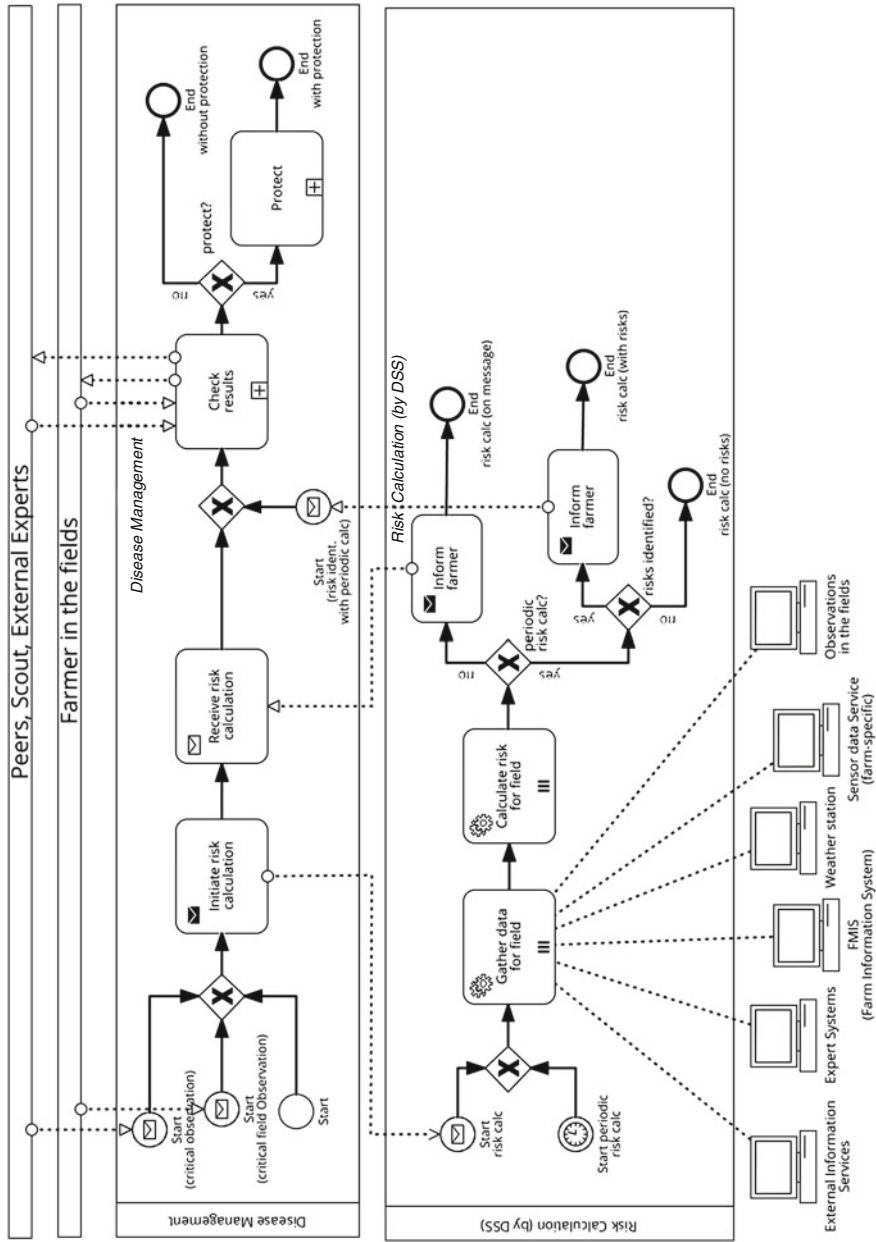 Peers, Scout, External Experts
Farmer in the fields
Disease Management
Disease Management
Start
(critical observation)
Start
(critical field Observation)
Start
Initiate risk
calculation
Receive risk
calculation
Start
(risk ident.
with periodic calc)
Check
results
protect?
no
yes
Protect
End
without protection
End
with protection
Risk Calculation (by DSS)
Risk Calculation (by DSS)
Start
risk calc
Start periodic
risk calc
Gather data
for field
Calculate risk
for field
periodic
risk calc?
no
yes
Inform
farmer
End
risk calc (on message)
risks identified?
yes
no
Inform
farmer
End
risk calc (with risks)
End
risk calc (no risks)
External Information
Services
Expert Systems
FMIS
(Farm Information System)
Weather station
Sensor data Service
(farm-specific)
Observations
in the fields